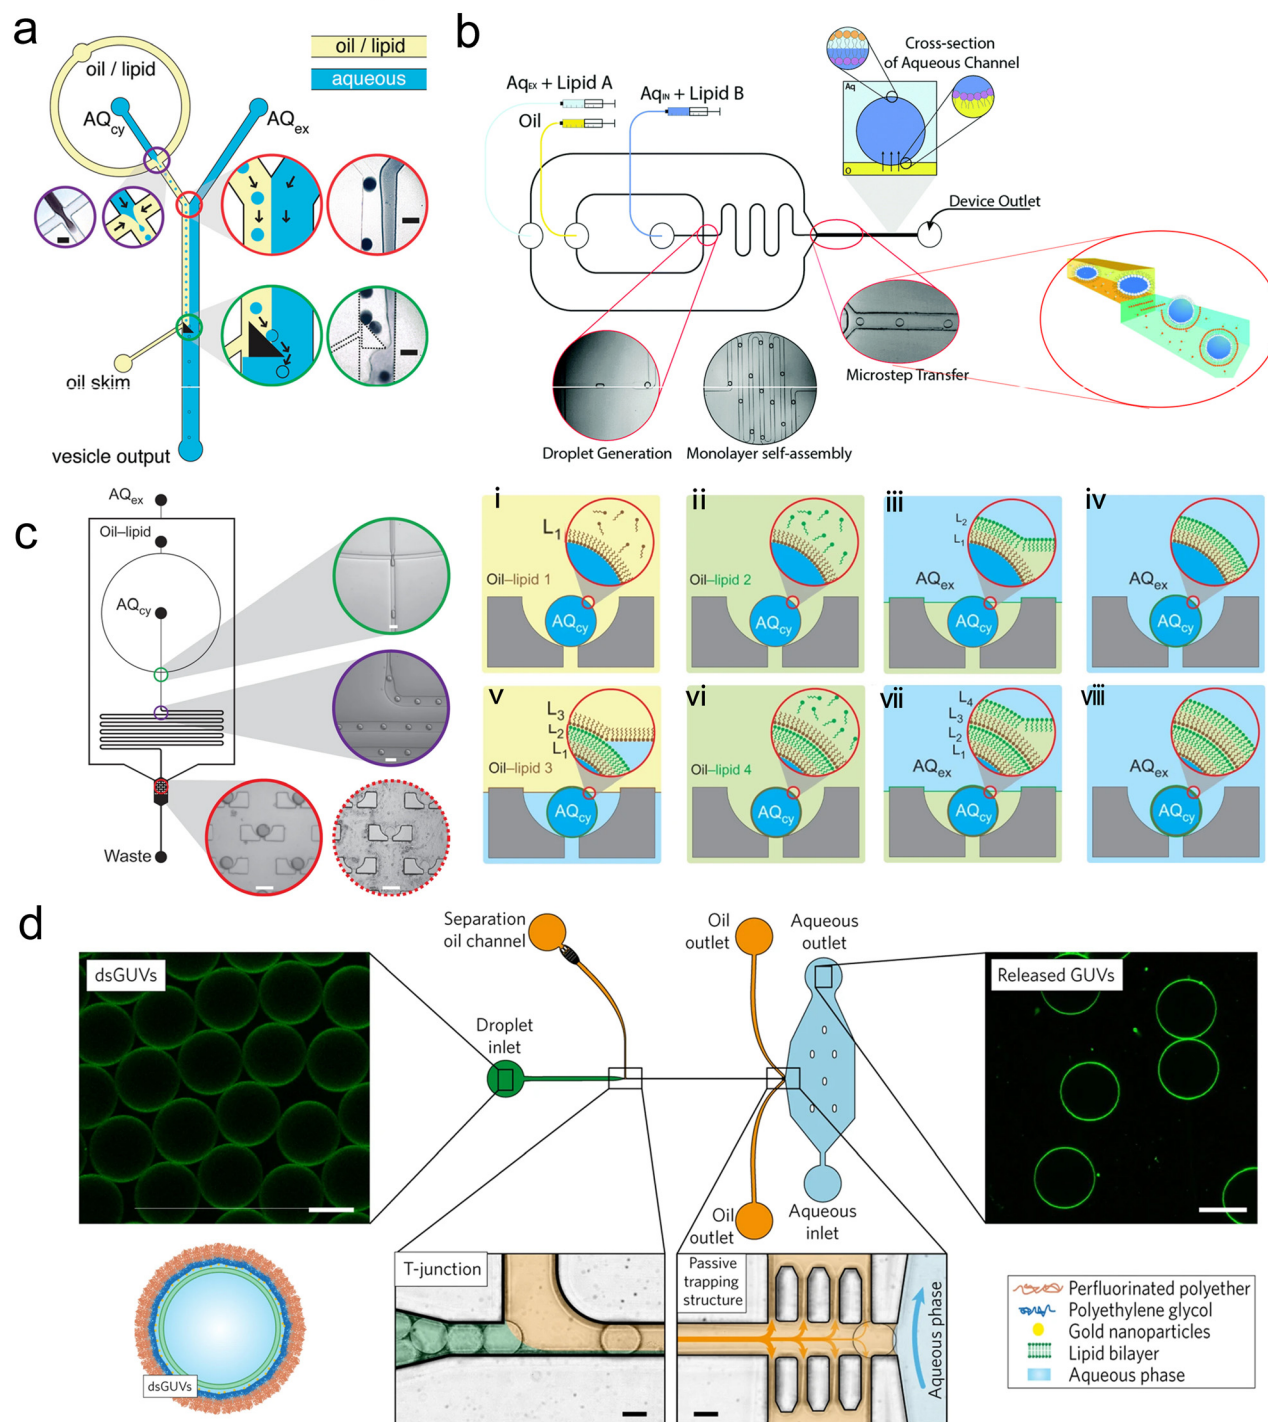 a
oil / lipid
aqueous
oil / lipid
AQcy
AQex
oil skim
vesicle output
b
Cross-section
of Aqueous Channel
AqEX + Lipid A
AqIN + Lipid B
Oil
Aq
O
Device Outlet
Microstep Transfer
Droplet Generation
Monolayer self-assembly
c
AQex
Oil–lipid
AQcy
Waste
i
L1
Oil–lipid 1
AQcy
ii
Oil–lipid 2
AQcy
iii
L2
L1
AQex
AQcy
iv
AQex
AQcy
v
L3
L2
L1
Oil–lipid 3
AQcy
vi
Oil–lipid 4
AQcy
vii
L4
L3
L2
L1
AQex
AQcy
viii
AQex
AQcy
d
dsGUVs
Separation
oil channel
Oil
outlet
Aqueous
outlet
Released GUVs
Droplet
inlet
Oil
outlet
Aqueous
inlet
T-junction
Passive
trapping
structure
Aqueous phase
dsGUVs
Perfluorinated polyether
Polyethylene glycol
Gold nanoparticles
Lipid bilayer
Aqueous phase